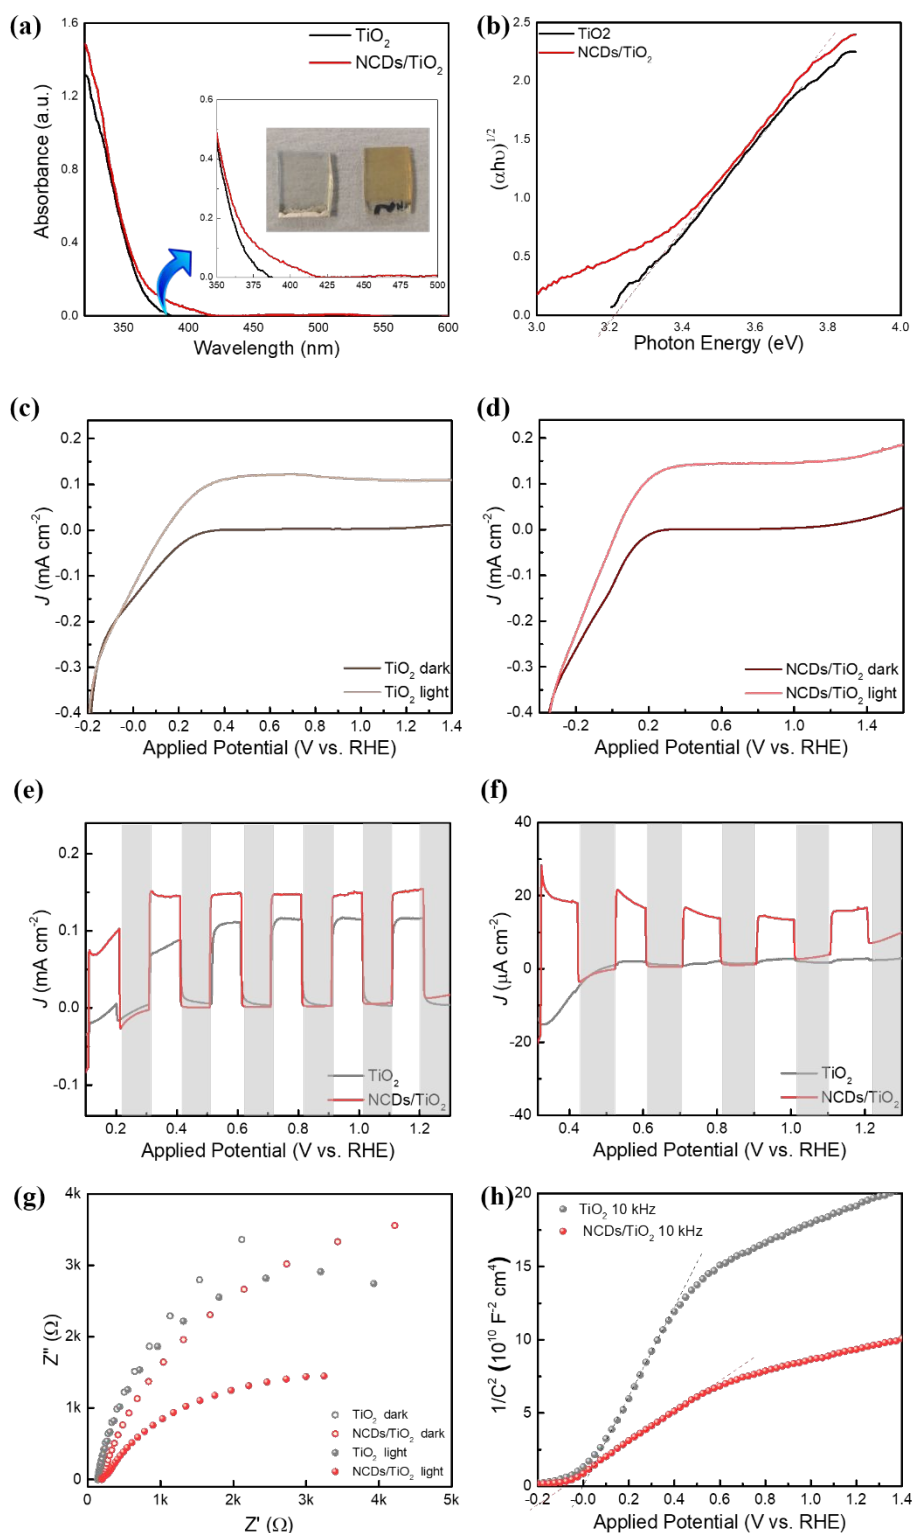 (a)
TiO2
NCDs/TiO2
Absorbance (a.u.)
1.6
1.2
0.8
0.4
0.0
0.6
0.4
0.2
0.0
350 375 400 425 450 475 500
350 400 450 500 550 600
Wavelength (nm)
(b)
TiO2
NCDs/TiO2
(αhυ)1/2
2.5
2.0
1.5
1.0
0.5
0.0
3.0 3.2 3.4 3.6 3.8 4.0
Photon Energy (eV)
(c)
J (mA cm-2)
0.2
0.1
0.0
-0.1
-0.2
-0.3
-0.4
TiO2 dark
TiO2 light
-0.2 -0.0 0.2 0.4 0.6 0.8 1.0 1.2 1.4
Applied Potential (V vs. RHE)
(d)
J (mA cm-2)
0.2
0.1
0.0
-0.1
-0.2
-0.3
-0.4
NCDs/TiO2 dark
NCDs/TiO2 light
-0.2 0.2 0.6 1.0 1.4
Applied Potential (V vs. RHE)
(e)
J (mA cm-2)
0.2
0.1
0.0
-0.1
TiO2
NCDs/TiO2
0.2 0.4 0.6 0.8 1.0 1.2
Applied Potential (V vs. RHE)
(f)
J (μA cm-2)
40
20
0
-20
-40
TiO2
NCDs/TiO2
0.4 0.6 0.8 1.0 1.2
Applied Potential (V vs. RHE)
(g)
Z'' (Ω)
4k
3k
2k
1k
0
TiO2 dark
NCDs/TiO2 dark
TiO2 light
NCDs/TiO2 light
0 1k 2k 3k 4k 5k
Z' (Ω)
(h)
TiO2 10 kHz
NCDs/TiO2 10 kHz
1/C2 (1010 F-2 cm4)
20
15
10
5
0
-0.2 0.0 0.2 0.4 0.6 0.8 1.0 1.2 1.4
Applied Potential (V vs. RHE)